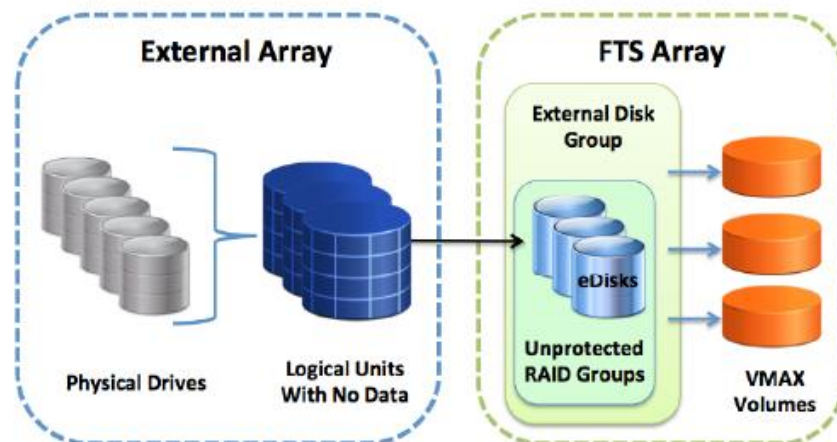 External Array
Physical Drives
Logical Units
With No Data
FTS Array
External Disk
Group
eDisks
Unprotected
RAID Groups
VMAX
Volumes